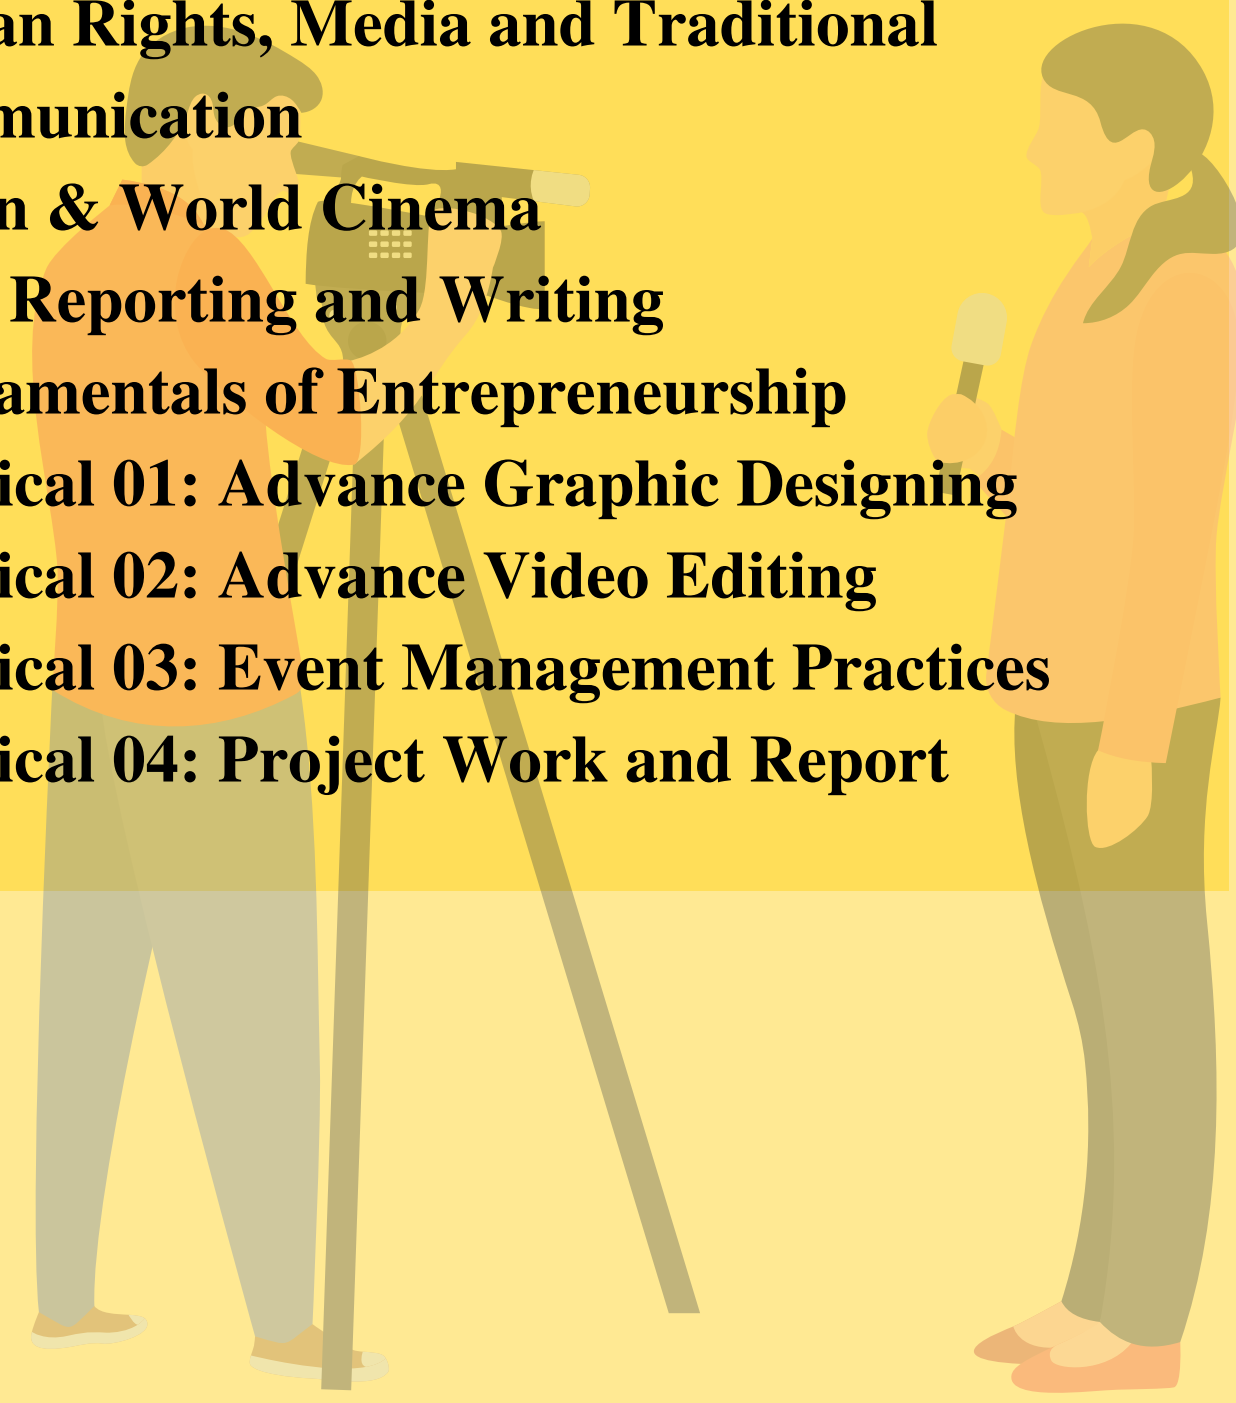 an Rights, Media and Traditional
munication
n & World Cinema
Reporting and Writing
amentals of Entrepreneurship
ical 01: Advance Graphic Designing
ical 02: Advance Video Editing
ical 03: Event Management Practices
ical 04: Project Work and Report